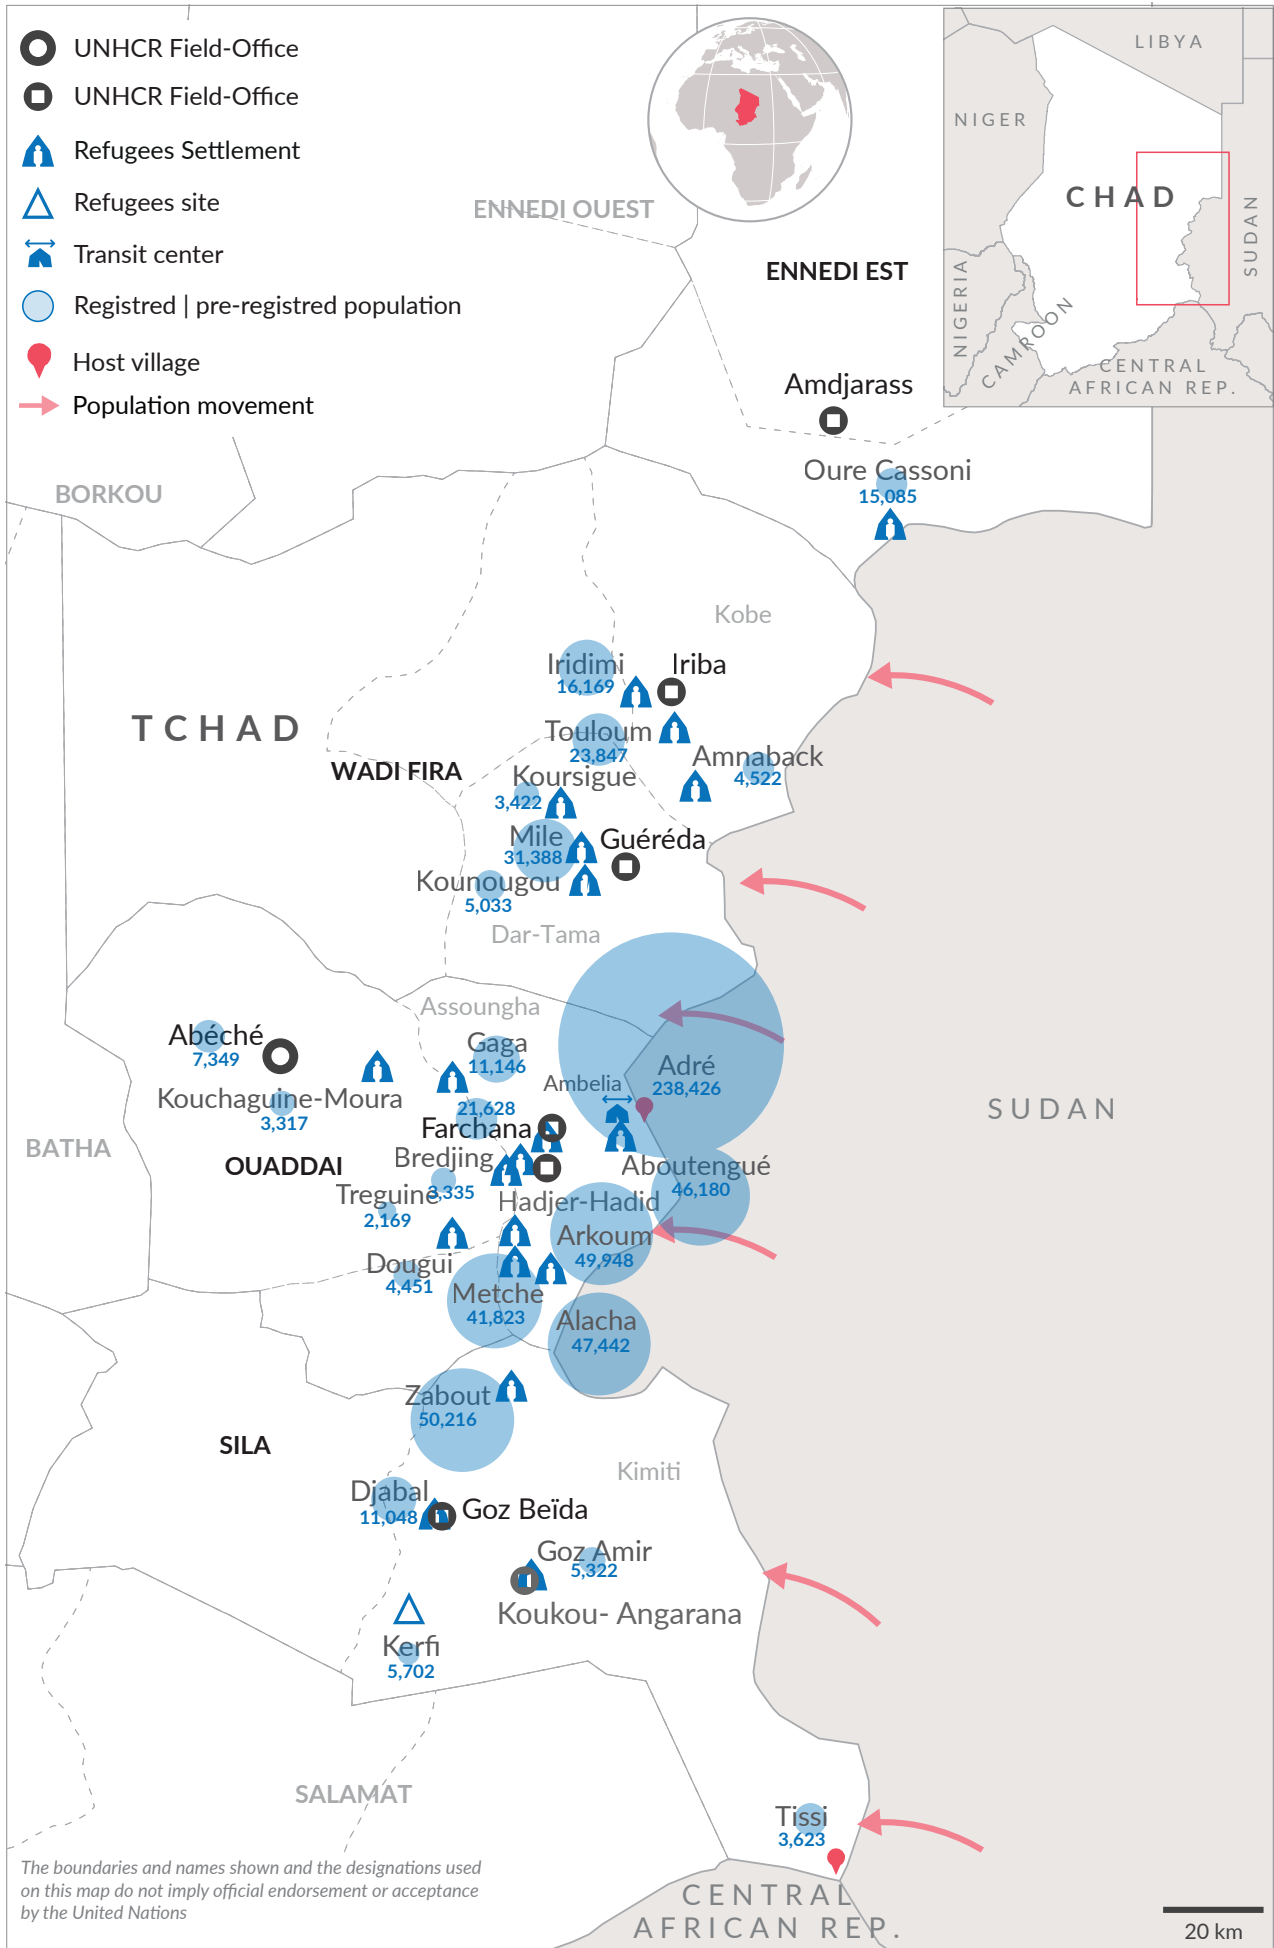 UNHCR Field-Office
UNHCR Field-Office
Refugees Settlement
Refugees site
Transit center
Registred | pre-registred population
Host village
Population movement
LIBYA
NIGER
CHAD
SUDAN
NIGERIA
CAMROON
CENTRAL
AFRICAN REP.
ENNEDI OUEST
ENNEDI EST
Amdjarass
Oure Cassoni
15,085
BORKOU
Kobe
Iridimi
16,169
Iriba
TCHAD
Touloum
23,847
Amnaback
4,522
WADI FIRA
Koursigue
3,422
Mile
31,388
Guéréda
Kounougou
5,033
Dar-Tama
Assoungha
Abéché
7,349
Gaga
11,146
Adré
238,426
Ambelia
Kouchaguine-Moura
3,317
21,628
Farchana
SUDAN
BATHA
OUADDAI
Bredjing
3,335
Aboutengué
46,180
Treguine
2,169
Hadjer-Hadid
Arkoum
49,948
Dougui
4,451
Metche
41,823
Alacha
47,442
Zabout
50,216
SILA
Kimiti
Djabal
11,048
Goz Beïda
Goz Amir
5,322
Koukou- Angarana
Kerfi
5,702
SALAMAT
Tissi
3,623
The boundaries and names shown and the designations used
on this map do not imply official endorsement or acceptance
by the United Nations
CENTRAL
AFRICAN REP.
20 km